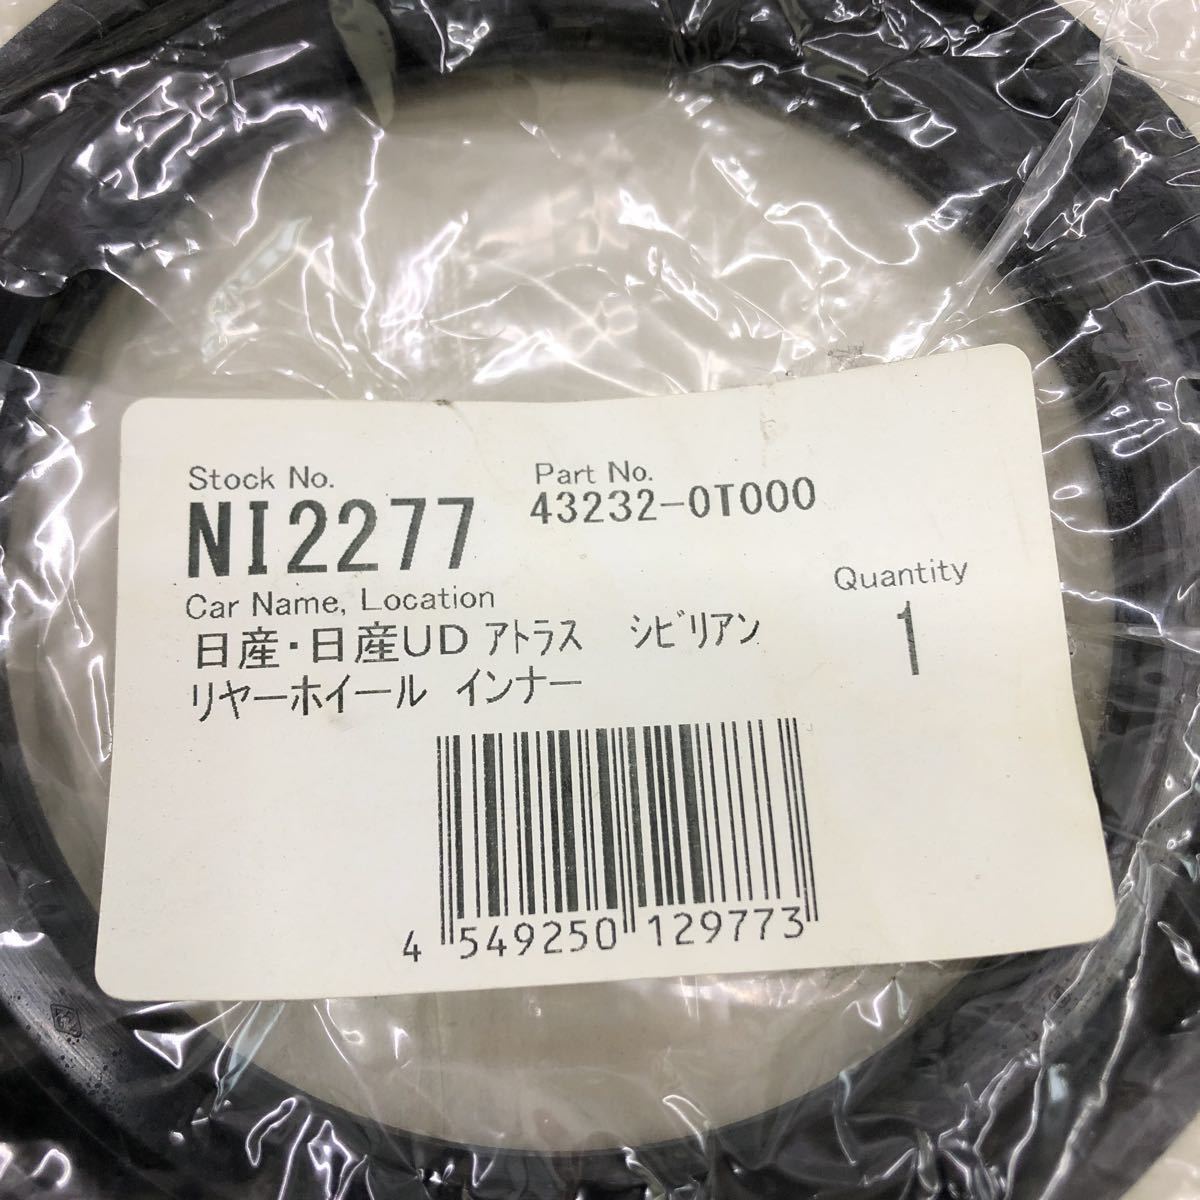 Stock No.
Part No.
NI2277
43232-0T000
Car Name, Location
Quantity
日産・日産UD アトラス シビリアン
1
リヤーホイール インナー
4 549250 129773